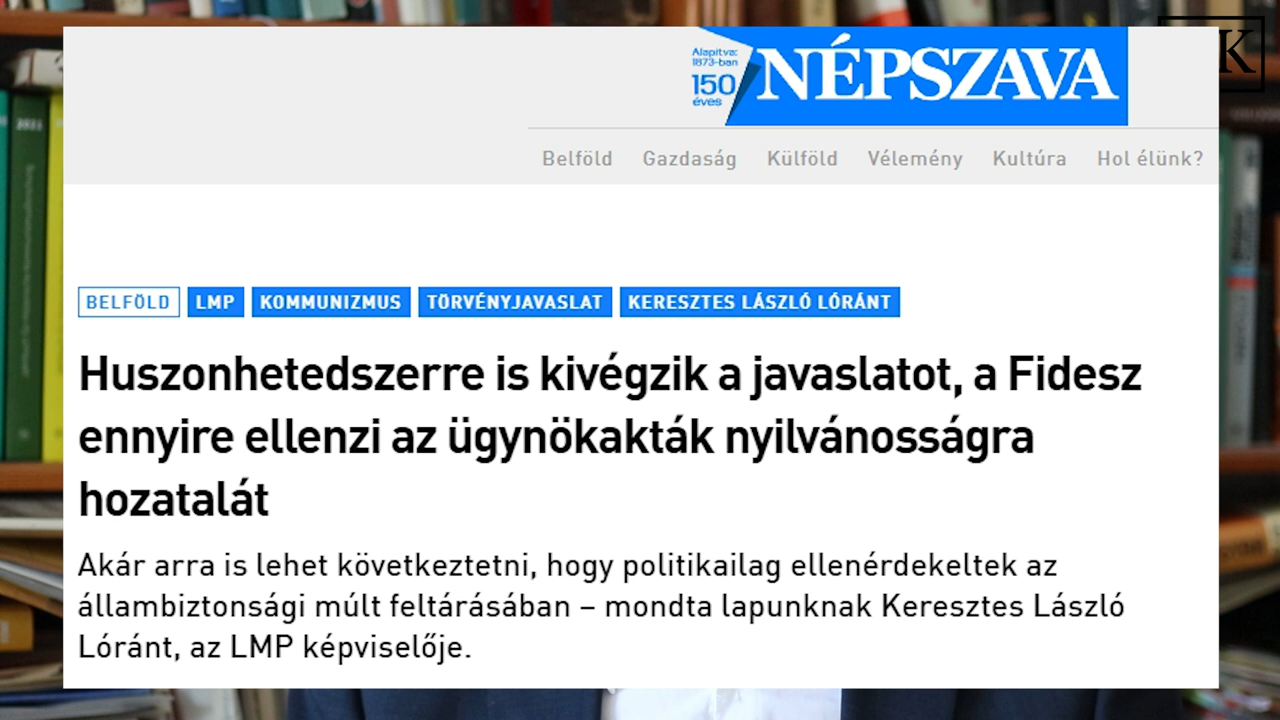 Alapítva:
1873-ban
150
éves
NÉPSZAVA
K
Belföld Gazdaság Külföld Vélemény Kultúra Hol élünk?
BELFÖLD LMP KOMMUNIZMUS TÖRVÉNYJAVASLAT KERESZTES LÁSZLÓ LÓRÁNT
Huszonhetedszerre is kivégzik a javaslatot, a Fidesz
ennyire ellenzi az ügynökakták nyilvánosságra
hozatalát
Akár arra is lehet következtetni, hogy politikailag ellenérdekeltek az
állambiztonsági múlt feltárásában – mondta lapunknak Keresztes László
Lóránt, az LMP képviselője.